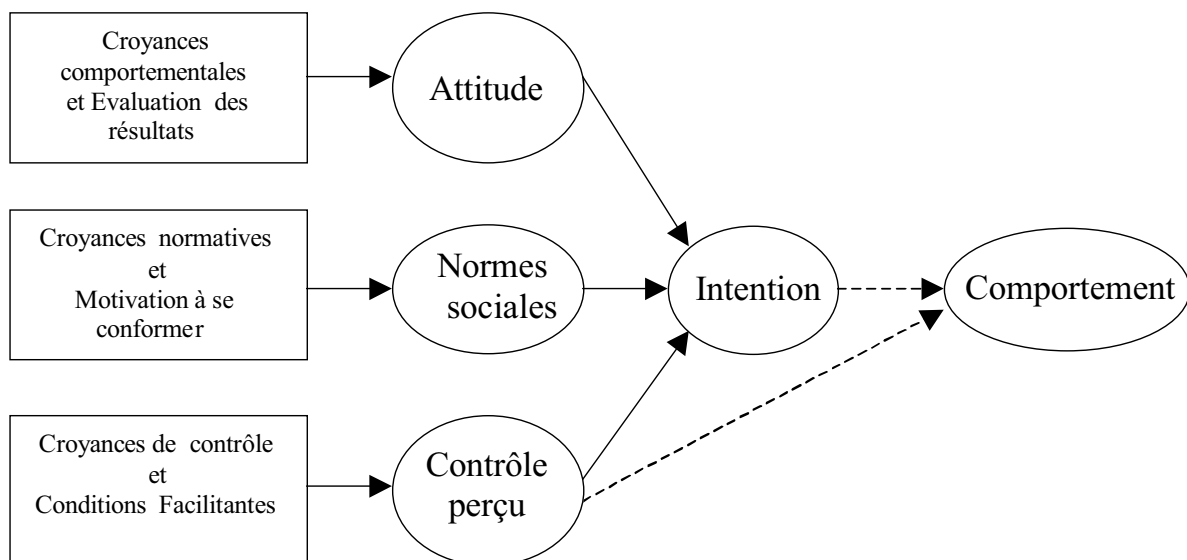 Croyances
comportementales
et Evaluation des
résultats
Attitude
Croyances normatives
et
Motivation à se
conformer
Normes
sociales
Intention
Comportement
Croyances de contrôle
et
Conditions Facilitantes
Contrôle
perçu